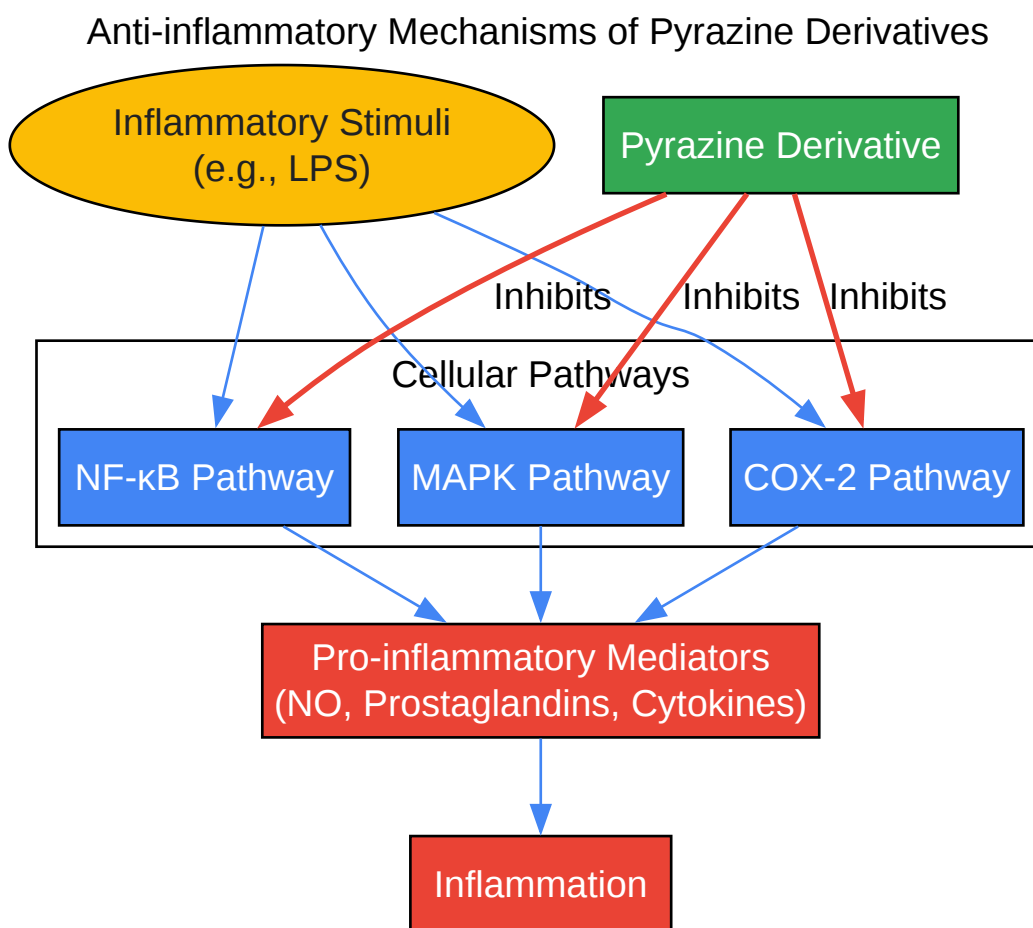 Anti-inflammatory Mechanisms of Pyrazine Derivatives
Inflammatory Stimuli
(e.g., LPS)
Pyrazine Derivative
Inhibits
Inhibits
Inhibits
Cellular Pathways
NF-κB Pathway
MAPK Pathway
COX-2 Pathway
Pro-inflammatory Mediators
(NO, Prostaglandins, Cytokines)
Inflammation